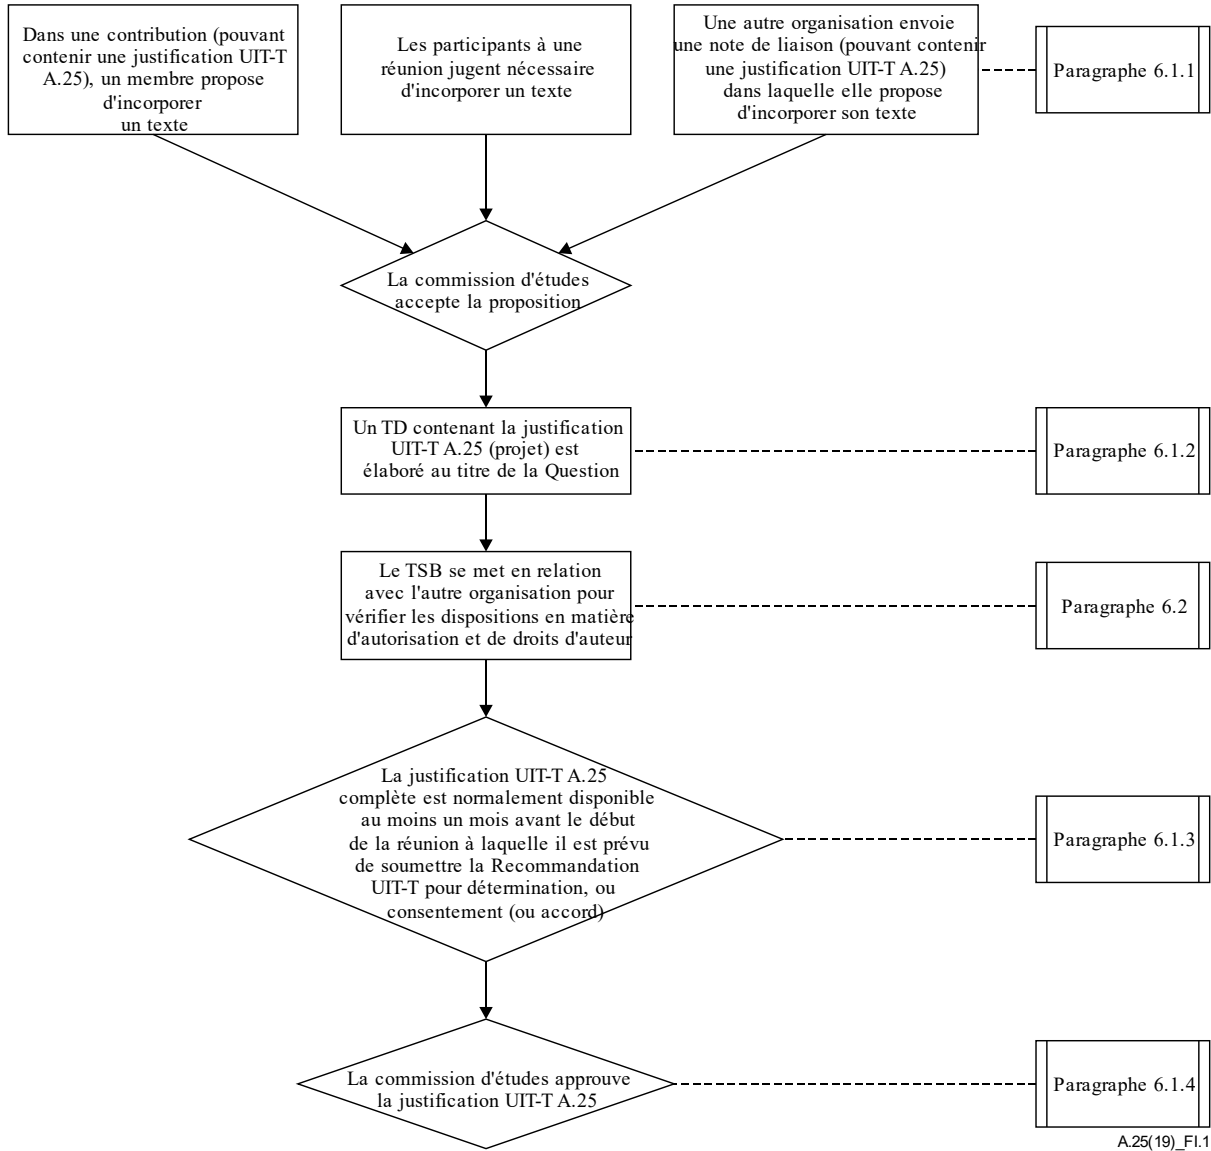 Dans une contribution (pouvant
contenir une justification UIT-T
A.25), un membre propose
d'incorporer
un texte
Les participants à une
réunion jugent nécessaire
d'incorporer un texte
Une autre organisation envoie
une note de liaison (pouvant contenir
une justification UIT-T A.25)
dans laquelle elle propose
d'incorporer son texte
Paragraphe 6.1.1
La commission d'études
accepte la proposition
Un TD contenant la justification
UIT-T A.25 (projet) est
élaboré au titre de la Question
Paragraphe 6.1.2
Le TSB se met en relation
avec l'autre organisation pour
vérifier les dispositions en matière
d'autorisation et de droits d'auteur
Paragraphe 6.2
La justification UIT-T A.25
complète est normalement disponible
au moins un mois avant le début
de la réunion à laquelle il est prévu
de soumettre la Recommandation
UIT-T pour détermination, ou
consentement (ou accord)
Paragraphe 6.1.3
La commission d'études approuve
la justification UIT-T A.25
Paragraphe 6.1.4
A.25(19)_FI.1